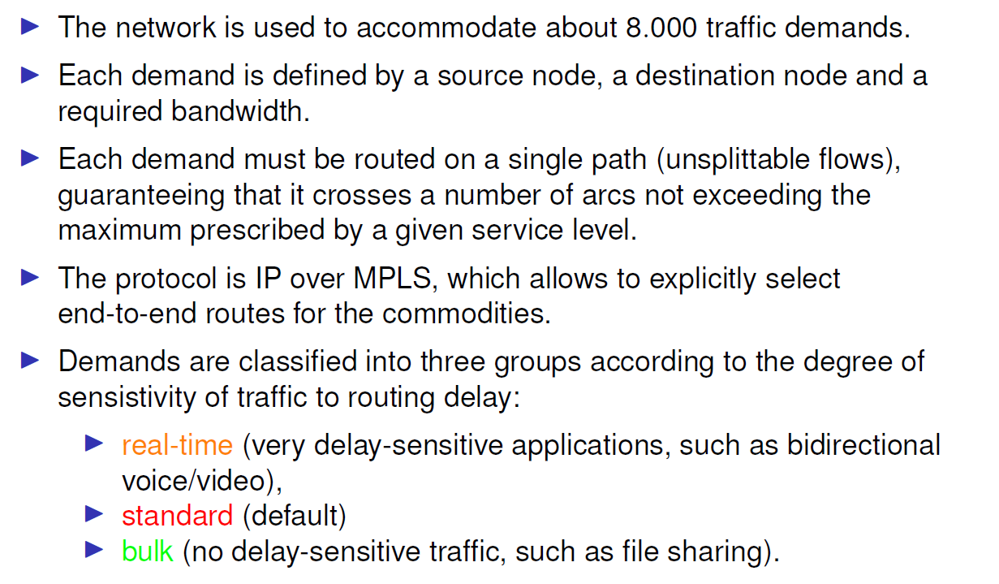 The network is used to accommodate about 8.000 traffic demands.
Each demand is defined by a source node, a destination node and a
required bandwidth.
Each demand must be routed on a single path (unsplittable flows),
guaranteeing that it crosses a number of arcs not exceeding the
maximum prescribed by a given service level.
The protocol is IP over MPLS, which allows to explicitly select
end-to-end routes for the commodities.
Demands are classified into three groups according to the degree of
sensistivity of traffic to routing delay:
real-time (very delay-sensitive applications, such as bidirectional
voice/video),
standard (default)
bulk (no delay-sensitive traffic, such as file sharing).